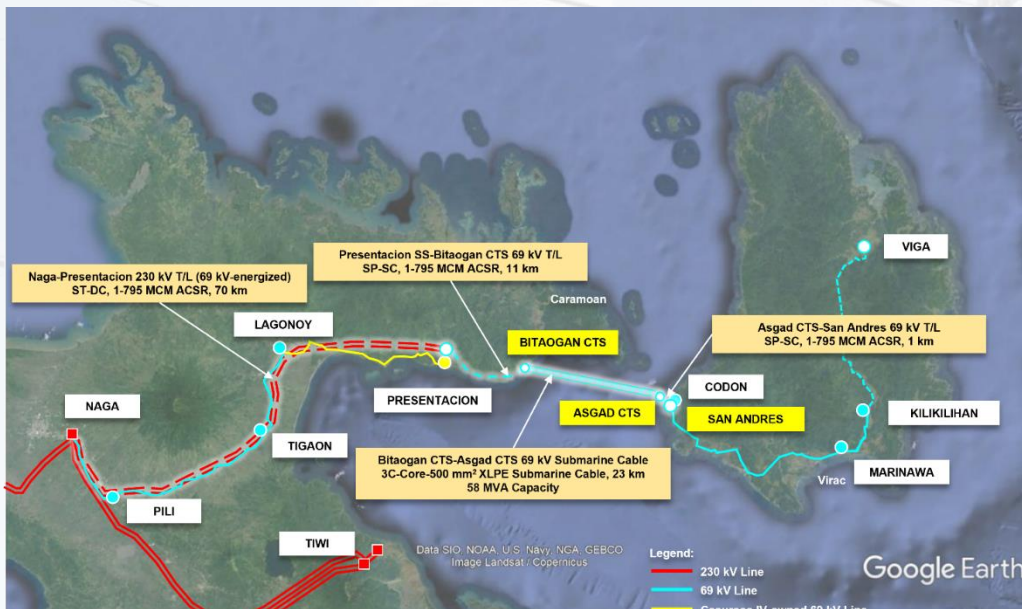 VIGA
Presentacion SS-Bitaogan CTS 69 kV T/L
SP-SC, 1-795 MCM ACSR, 11 km
Naga-Presentacion 230 kV T/L (69 kV-energized)
ST-DC, 1-795 MCM ACSR, 70 km
Caramoan
LAGONOY
Asgad CTS-San Andres 69 kV T/L
SP-SC, 1-795 MCM ACSR, 1 km
BITAOGAN CTS
CODON
NAGA
PRESENTACION
ASGAD CTS
SAN ANDRES
KILIKILIHAN
TIGAON
Bitaogan CTS-Asgad CTS 69 kV Submarine Cable
3C-Core-500 mm² XLPE Submarine Cable, 23 km
58 MVA Capacity
MARINAWA
Virac
PILI
TIWI
Data SIO, NOAA, U.S. Navy, NGA, GEBCO
Image Landsat / Copernicus
Legend:
230 kV Line
69 kV Line
69 kV Line
Google Earth